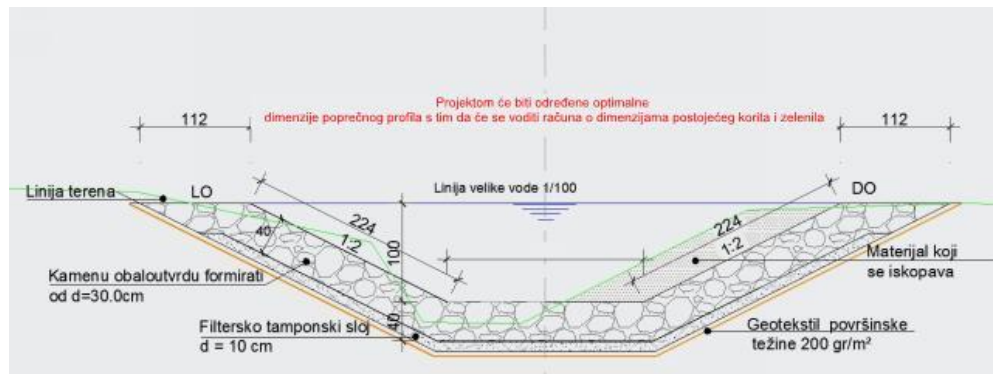 Projektom će biti određene optimalne
dimenzije poprečnog profila s tim da će se voditi računa o dimenzijama postojećeg korita i zelenila
112
112
Linija terena
LO
Linija velike vode 1/100
DO
224
1:2
40
100
224
1:2
Kamenu obaloutvrdu formirati
od d=30.0cm
Materijal koji
se iskopava
40
Filtersko tamponski sloj
d = 10 cm
Geotekstil površinske
težine 200 gr/m²